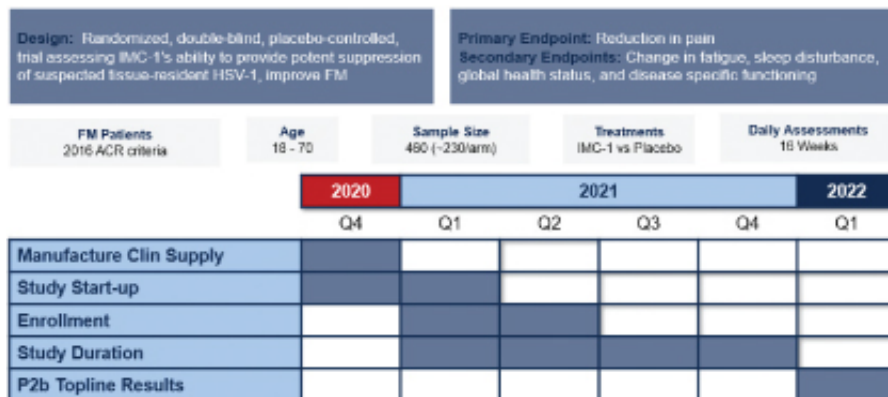 Design: Randomized, double-blind, placebo-controlled,
trial assessing IMC-1's ability to provide potent suppression
of suspected tissue-resident HSV-1, improve FM
Primary Endpoint: Reduction in pain
Secondary Endpoints: Change in fatigue, sleep disturbance,
global health status, and disease specific functioning
FM Patients
2016 ACR criteria
Age
18 - 70
Sample Size
460 (~230/arm)
Treatments
IMC-1 vs Placebo
Daily Assessments
16 Weeks
2020 2021 2022
Q4 Q1 Q2 Q3 Q4 Q1
Manufacture Clin Supply
Study Start-up
Enrollment
Study Duration
P2b Topline Results